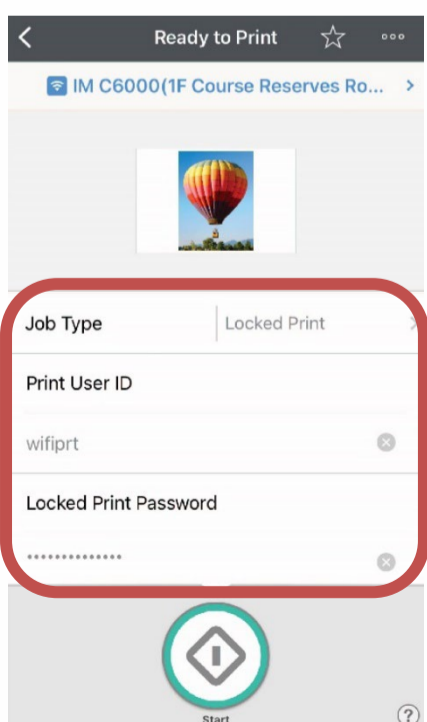 Ready to Print
IM C6000(1F Course Reserves Ro...
Job Type Locked Print
Print User ID
wifiprt
Locked Print Password
••••••••••••••
Start
?